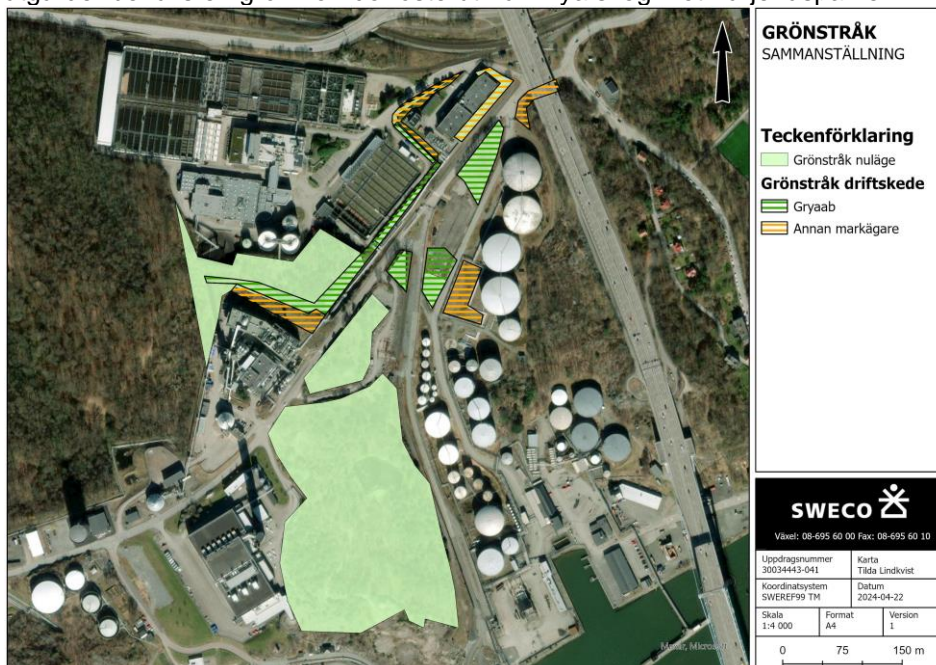 GRÖNSTRÅK
SAMMANSTÄLLNING
Teckenförklaring
Grönstråk nuläge
Grönstråk driftskede
Gryaab
Annan markägare
SWECO
Växel: 08-695 60 00 Fax: 08-695 60 10
Uppdragsnummer
30034443-041
Karta
Tilda Lindkvist
Koordinatsystem
SWEREF99 TM
Datum
2024-04-22
Skala
1:4 000
Format
A4
Version
1
0 75 150 m